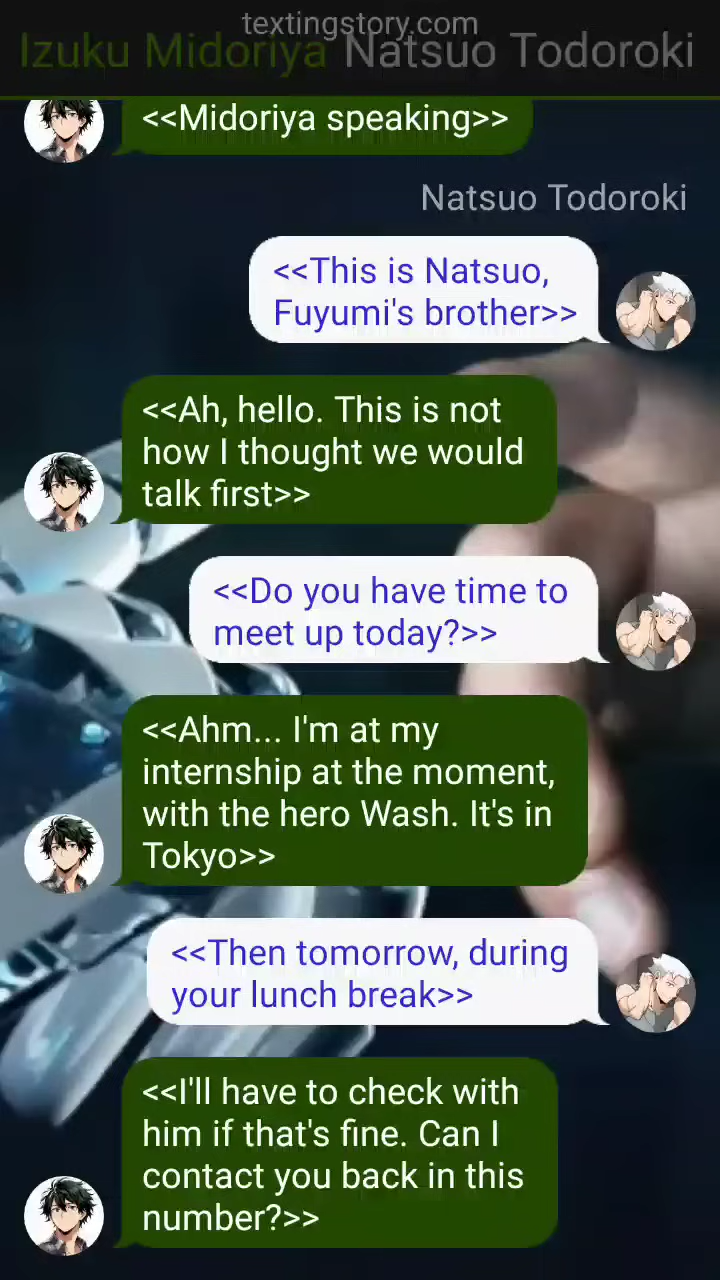 textingstory.com
Izuku Midoriya Natsuo Todoroki
<<Midoriya speaking>>
Natsuo Todoroki
<<This is Natsuo,
Fuyumi's brother>>
<<Ah, hello. This is not
how I thought we would
talk first>>
<<Do you have time to
meet up today?>>
<<Ahm... I'm at my
internship at the moment,
with the hero Wash. It's in
Tokyo>>
<<Then tomorrow, during
your lunch break>>
<<I'll have to check with
him if that's fine. Can I
contact you back in this
number?>>